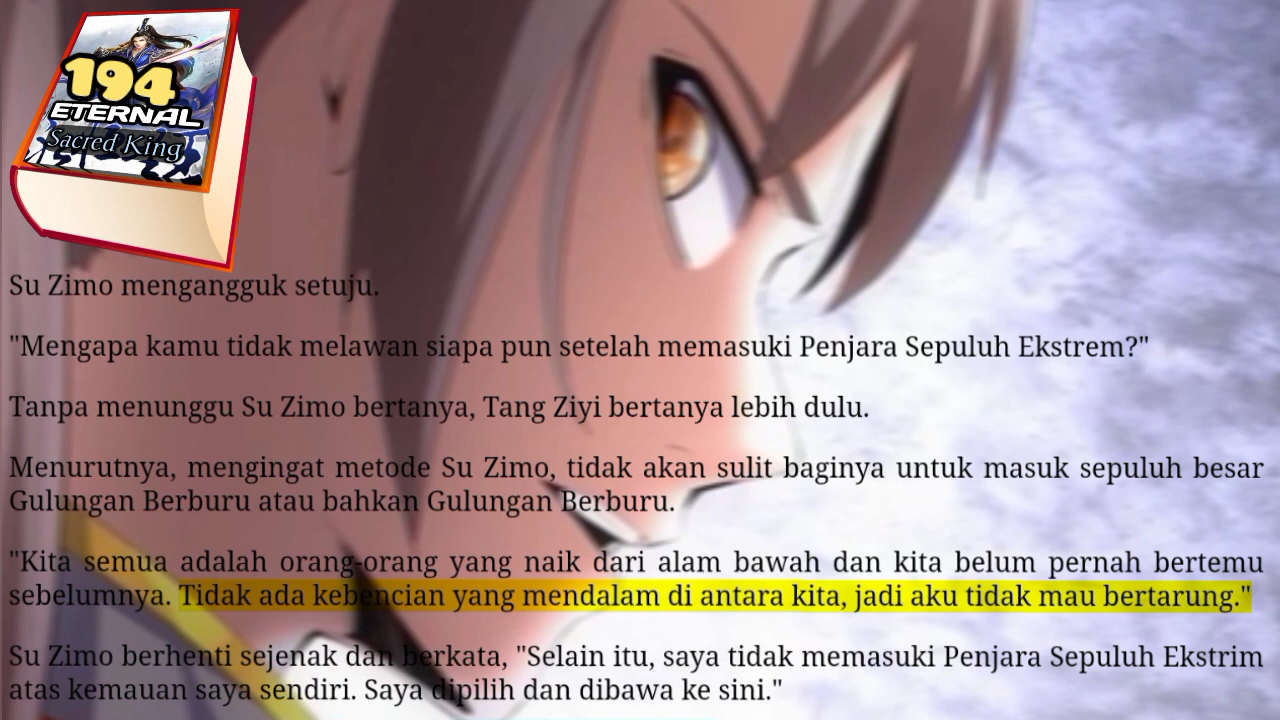 194
ETERNAL
Sacred King
Su Zimo mengangguk setuju.
"Mengapa kamu tidak melawan siapa pun setelah memasuki Penjara Sepuluh Ekstrem?"
Tanpa menunggu Su Zimo bertanya, Tang Ziyi bertanya lebih dulu.
Menurutnya, mengingat metode Su Zimo, tidak akan sulit baginya untuk masuk sepuluh besar
Gulungan Berburu atau bahkan Gulungan Berburu.
"Kita semua adalah orang-orang yang naik dari alam bawah dan kita belum pernah bertemu
sebelumnya. Tidak ada kebencian yang mendalam di antara kita, jadi aku tidak mau bertarung."
Su Zimo berhenti sejenak dan berkata, "Selain itu, saya tidak memasuki Penjara Sepuluh Ekstrim
atas kemauan saya sendiri. Saya dipilih dan dibawa ke sini."